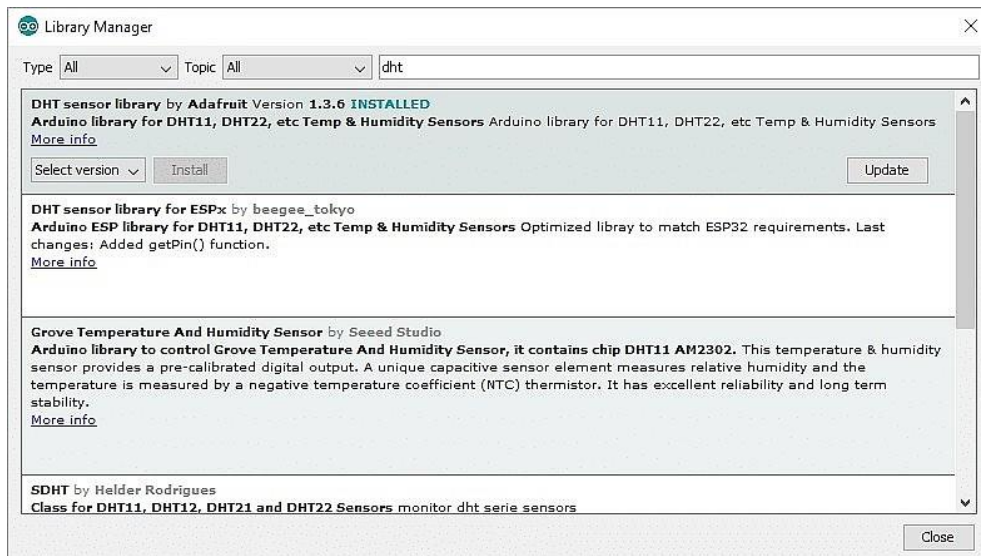 Library Manager
Type All Topic All dht
DHT sensor library by Adafruit Version 1.3.6 INSTALLED
Arduino library for DHT11, DHT22, etc Temp & Humidity Sensors Arduino library for DHT11, DHT22, etc Temp & Humidity Sensors
More info
Select version Install Update
DHT sensor library for ESPx by beegee_tokyo
Arduino ESP library for DHT11, DHT22, etc Temp & Humidity Sensors Optimized libray to match ESP32 requirements. Last
changes: Added getPin() function.
More info
Grove Temperature And Humidity Sensor by Seeed Studio
Arduino library to control Grove Temperature And Humidity Sensor, it contains chip DHT11 AM2302. This temperature & humidity
sensor provides a pre-calibrated digital output. A unique capacitive sensor element measures relative humidity and the
temperature is measured by a negative temperature coefficient (NTC) thermistor. It has excellent reliability and long term
stability.
More info
SDHT by Helder Rodrigues
Class for DHT11, DHT12, DHT21 and DHT22 Sensors monitor dht serie sensors
Close